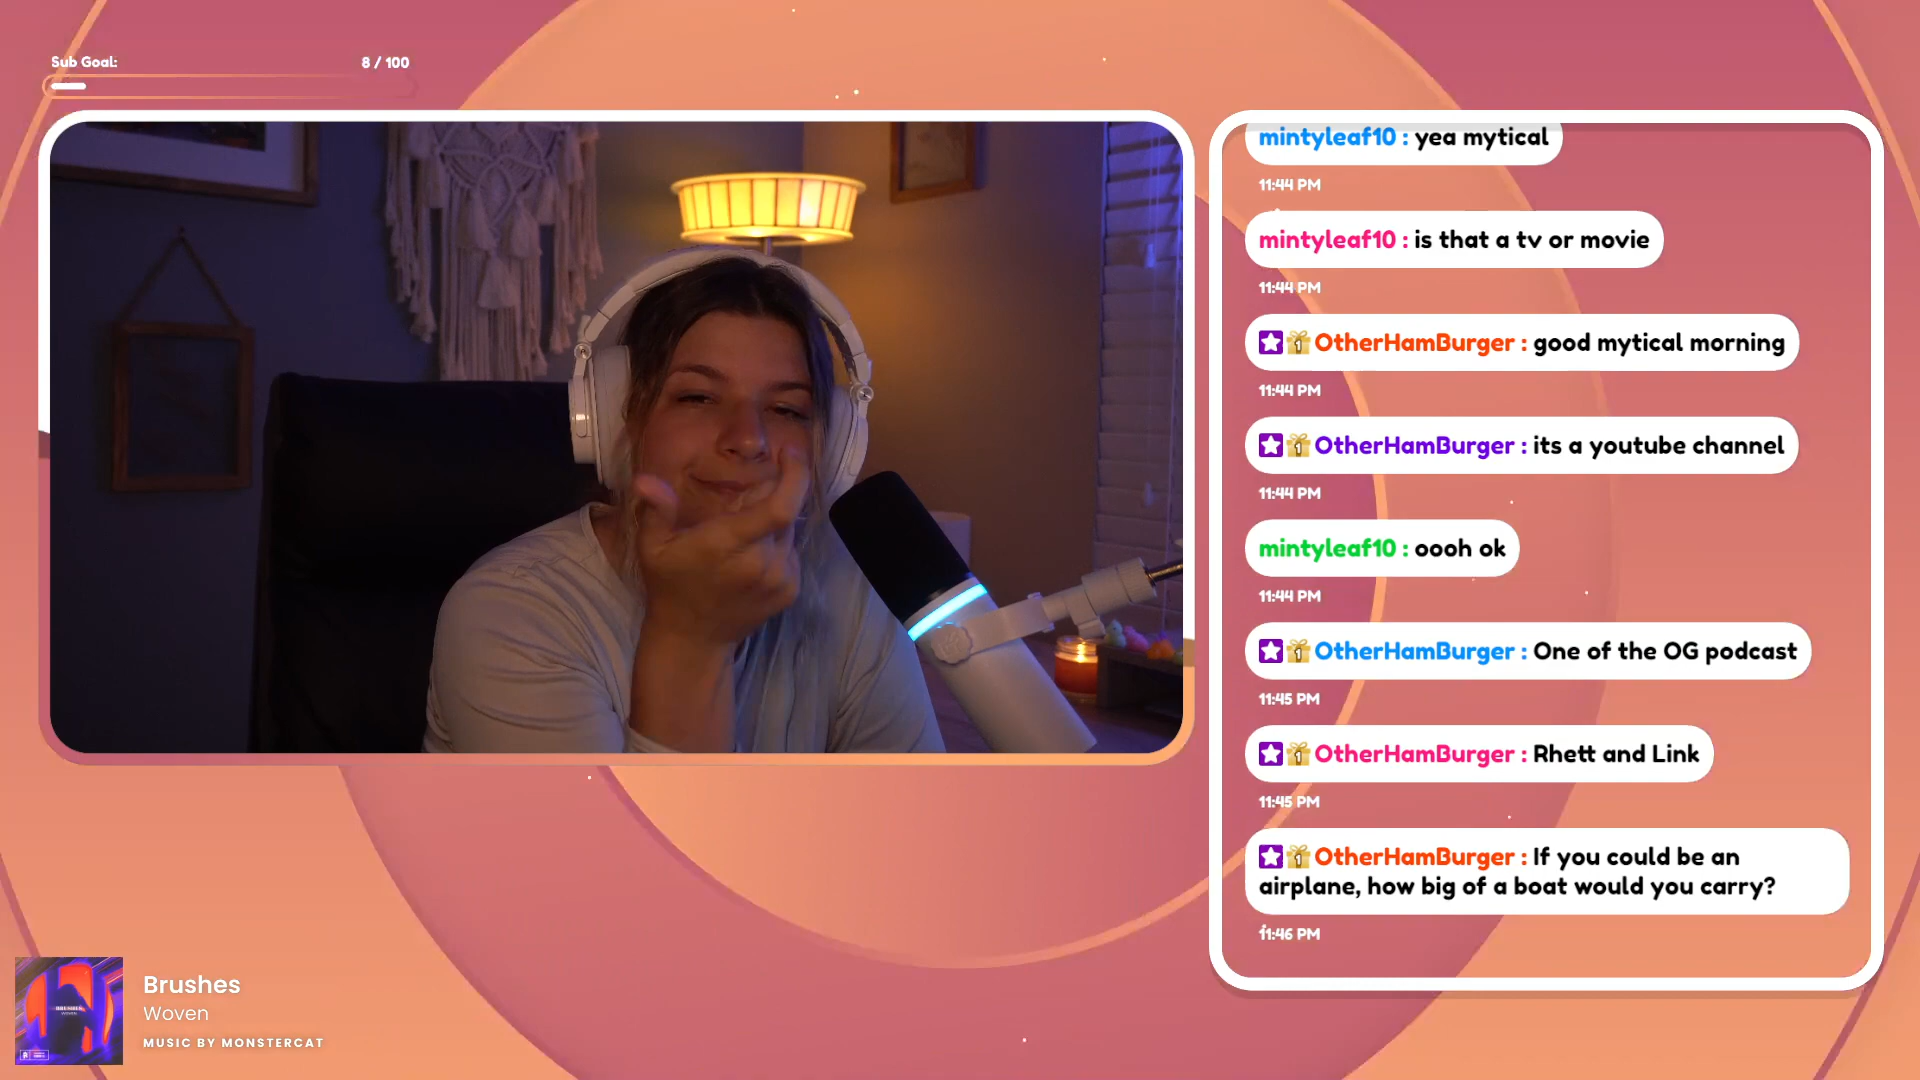 Sub Goal: 8 / 100
mintyleaf10 : yea mytical
11:44 PM
mintyleaf10 : is that a tv or movie
11:44 PM
OtherHamBurger : good mytical morning
11:44 PM
OtherHamBurger : its a youtube channel
11:44 PM
mintyleaf10 : oooh ok
11:44 PM
OtherHamBurger : One of the OG podcast
11:45 PM
OtherHamBurger : Rhett and Link
11:45 PM
OtherHamBurger : If you could be an
airplane, how big of a boat would you carry?
11:46 PM
Brushes
Woven
MUSIC BY MONSTERCAT